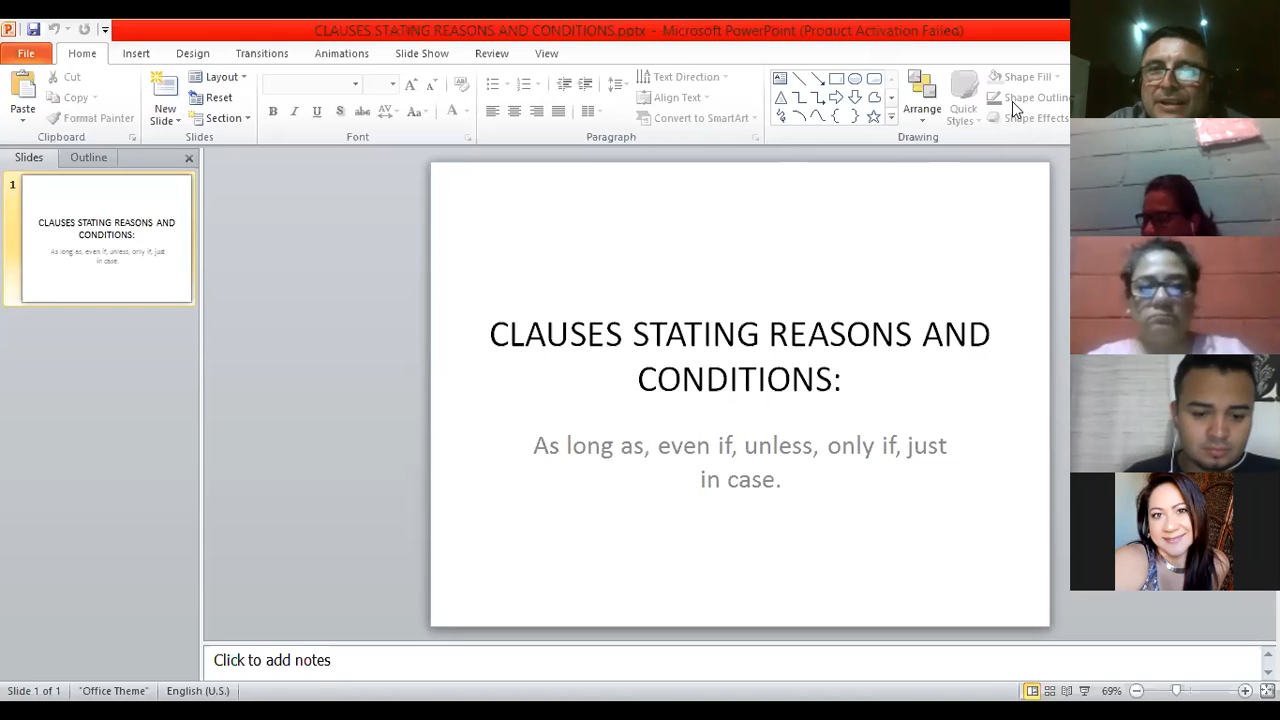 CLAUSES STATING REASONS AND CONDITIONS.pptx - Microsoft PowerPoint (Product Activation Failed)
File Home Insert Design Transitions Animations Slide Show Review View
Cut
Copy
Format Painter
Paste
Clipboard
New
Slide
Layout
Reset
Section
Slides
Font
Text Direction
Align Text
Convert to SmartArt
Paragraph
Arrange
Quick
Styles
Shape Fill
Shape Outline
Shape Effects
Drawing
Slides Outline
1
CLAUSES STATING REASONS AND
CONDITIONS:
As long as, even if, unless, only if, just
in case.
CLAUSES STATING REASONS AND
CONDITIONS:
As long as, even if, unless, only if, just
in case.
Click to add notes
Slide 1 of 1 "Office Theme" English (U.S.) 69%